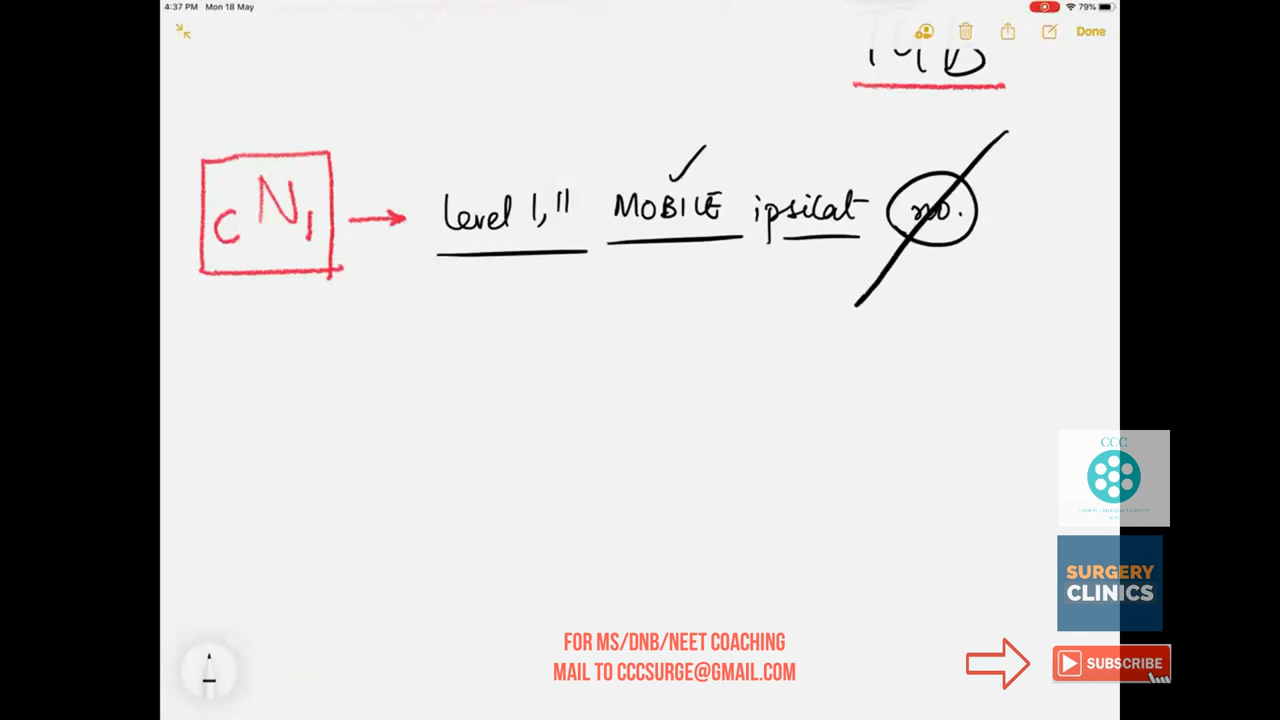 4:37 PM Mon 18 May
79%
Done
cN1 → Level I, II MOBILE ipsilat no.
CCC
SURGERY
CLINICS
FOR MS/DNB/NEET COACHING
MAIL TO CCCSURGE@GMAIL.COM
SUBSCRIBE